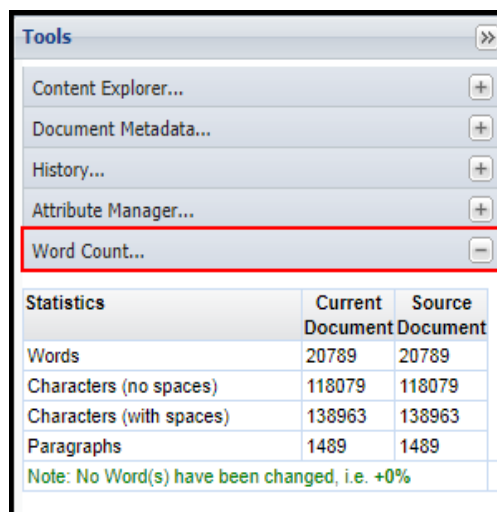 Tools
Content Explorer...
Document Metadata...
History...
Attribute Manager...
Word Count...
Statistics Current Document Source Document
Words 20789 20789
Characters (no spaces) 118079 118079
Characters (with spaces) 138963 138963
Paragraphs 1489 1489
Note: No Word(s) have been changed, i.e. +0%